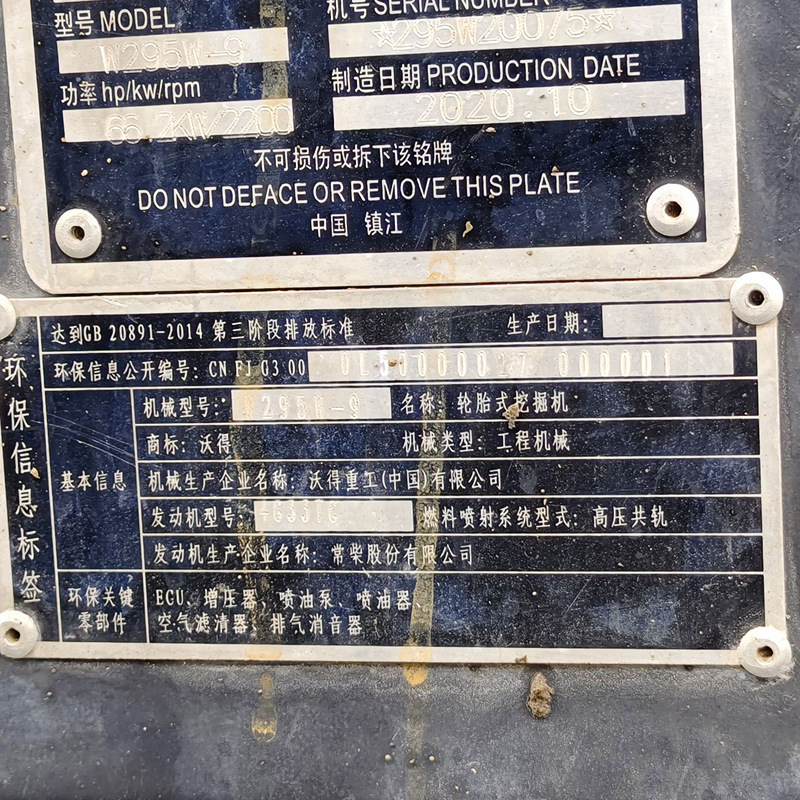 型号 MODEL
机号 SERIAL NUMBER
W295W-9
☆295W20075☆
功率 hp/kw/rpm
制造日期 PRODUCTION DATE
66.2KW/2200
2020.10
不可损伤或拆下该铭牌
DO NOT DEFACE OR REMOVE THIS PLATE
中国 镇江
环保信息标签
达到GB 20891-2014 第三阶段排放标准 生产日期:
环保信息公开编号: CN FJ G3 00 0L50000027 000001
基本信息
机械型号: W295W-9 名称: 轮胎式挖掘机
商标: 沃得 机械类型: 工程机械
机械生产企业名称: 沃得重工(中国)有限公司
发动机型号: 燃料喷射系统型式: 高压共轨
发动机生产企业名称: 常柴股份有限公司
环保关键零部件
ECU、增压器、喷油泵、喷油器、
空气滤清器、排气消音器